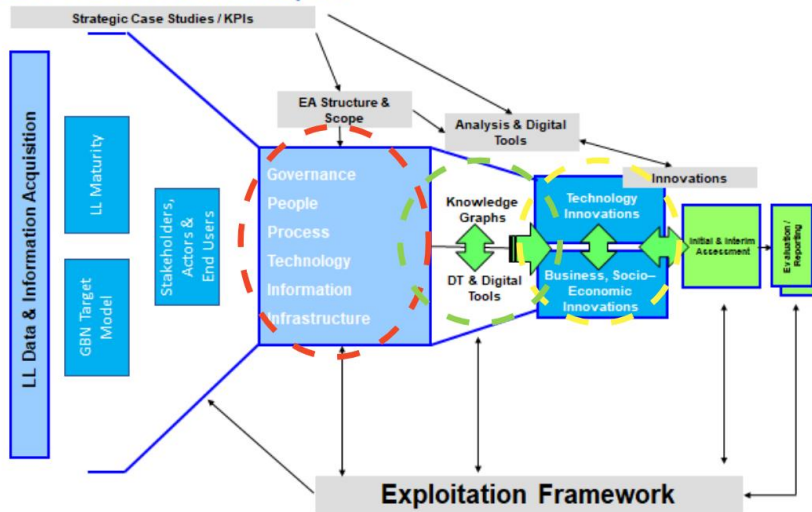 Strategic Case Studies / KPIs
LL Data & Information Acquisition
LL Maturity
GBN Target
Model
Stakeholders,
Actors &
End Users
EA Structure &
Scope
Governance
People
Process
Technology
Information
Infrastructure
Analysis & Digital
Tools
Knowledge
Graphs
DT & Digital
Tools
Innovations
Technology
Innovations
Business, Socio–
Economic
Innovations
Initial & Interim
Assessment
Evaluation /
Reporting
Exploitation Framework